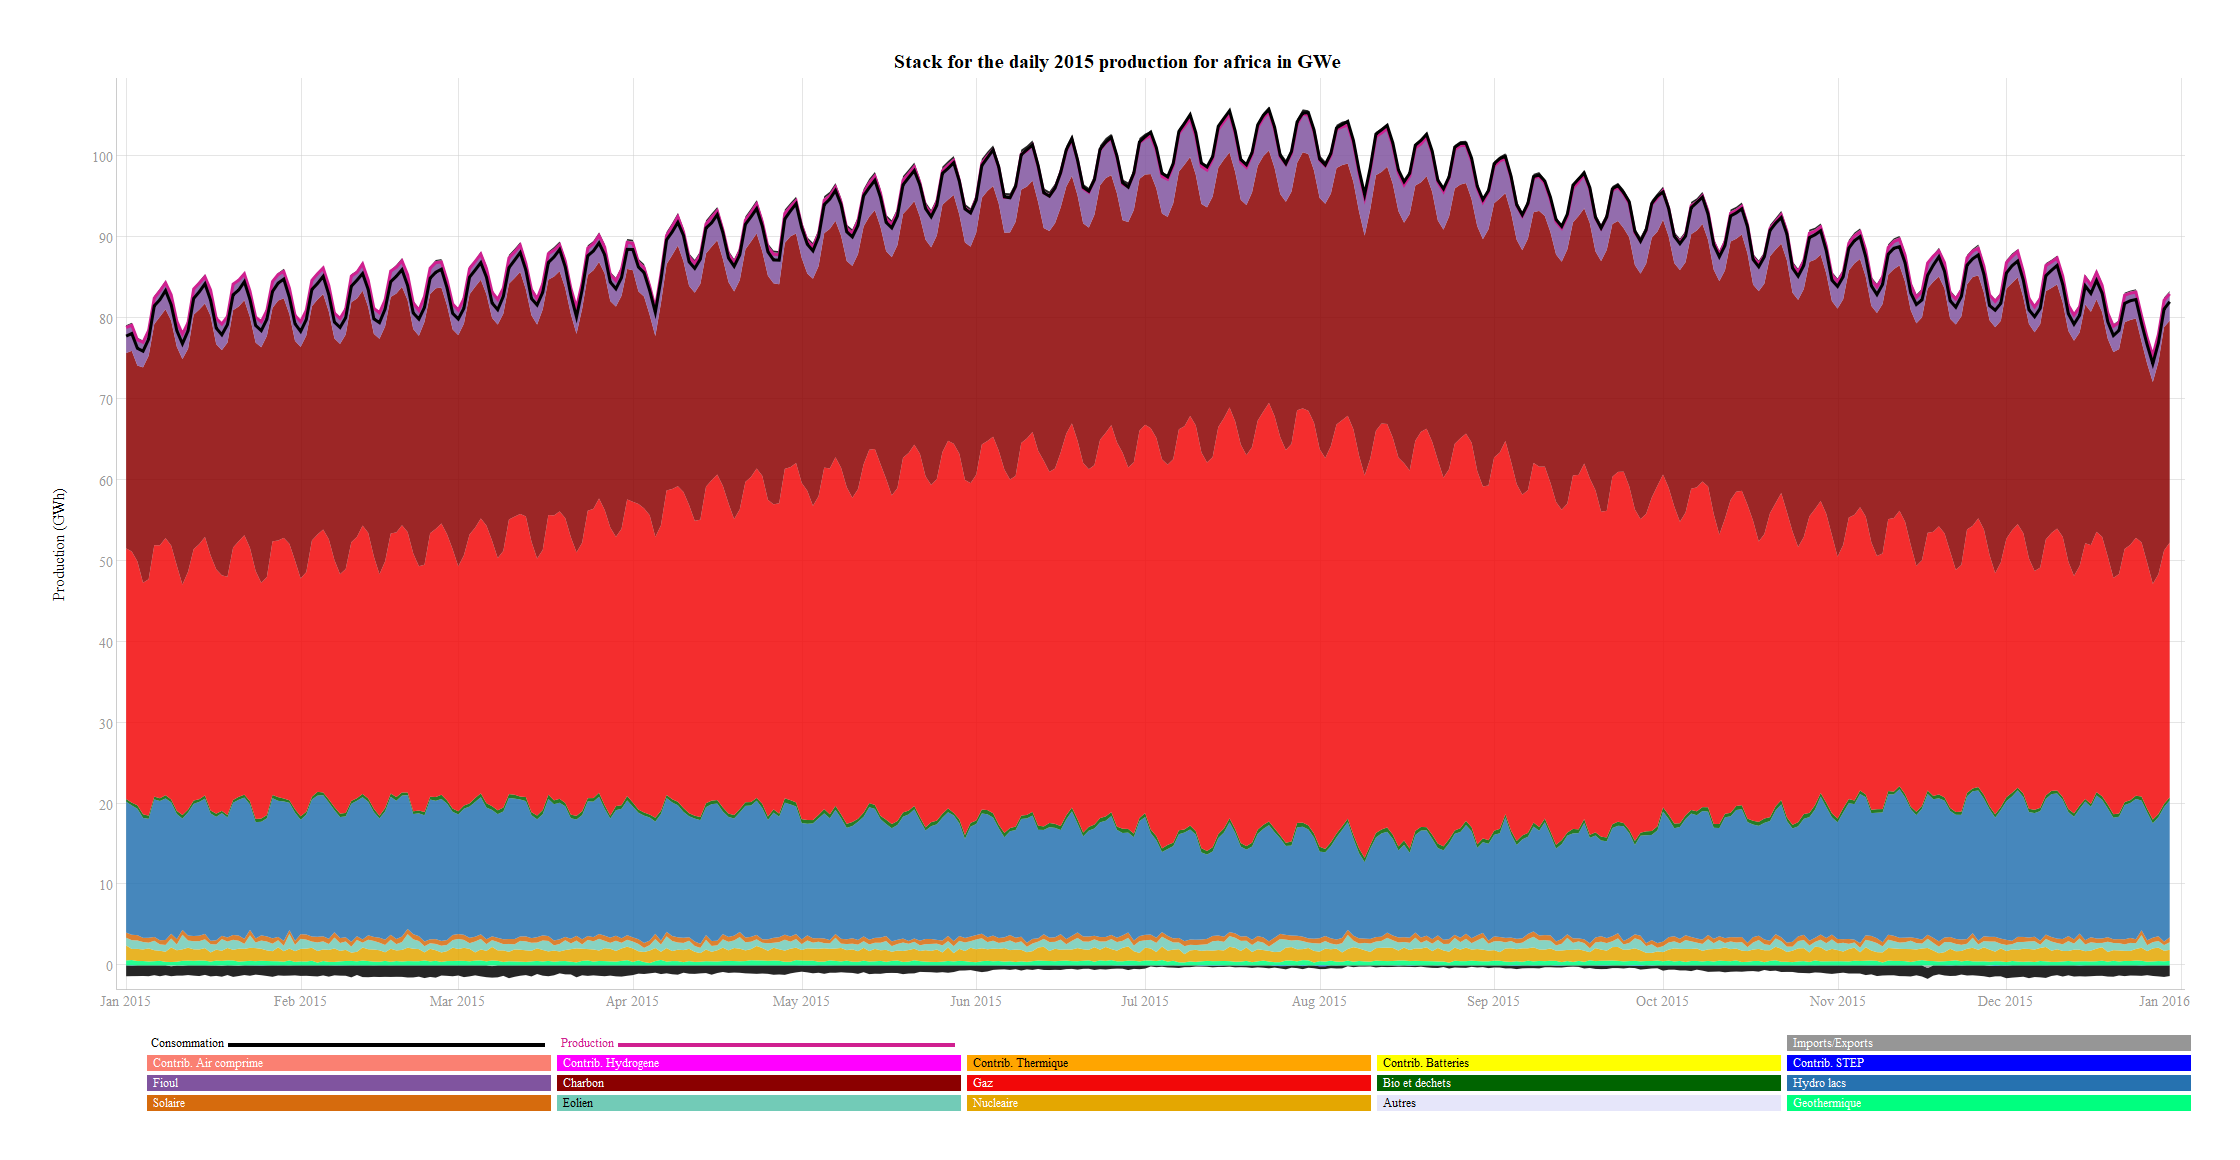 Stack for the daily 2015 production for africa in GWe
100
90
80
70
60
50
40
30
20
10
0
Production (GWh)
Jan 2015 Feb 2015 Mar 2015 Apr 2015 May 2015 Jun 2015 Jul 2015 Aug 2015 Sep 2015 Oct 2015 Nov 2015 Dec 2015 Jan 2016
Consommation Production Imports/Exports
Contrib. Air comprime Contrib. Hydrogene Contrib. Thermique Contrib. Batteries Contrib. STEP
Fioul Charbon Gaz Bio et dechets Hydro lacs
Solaire Eolien Nucleaire Autres Geothermique